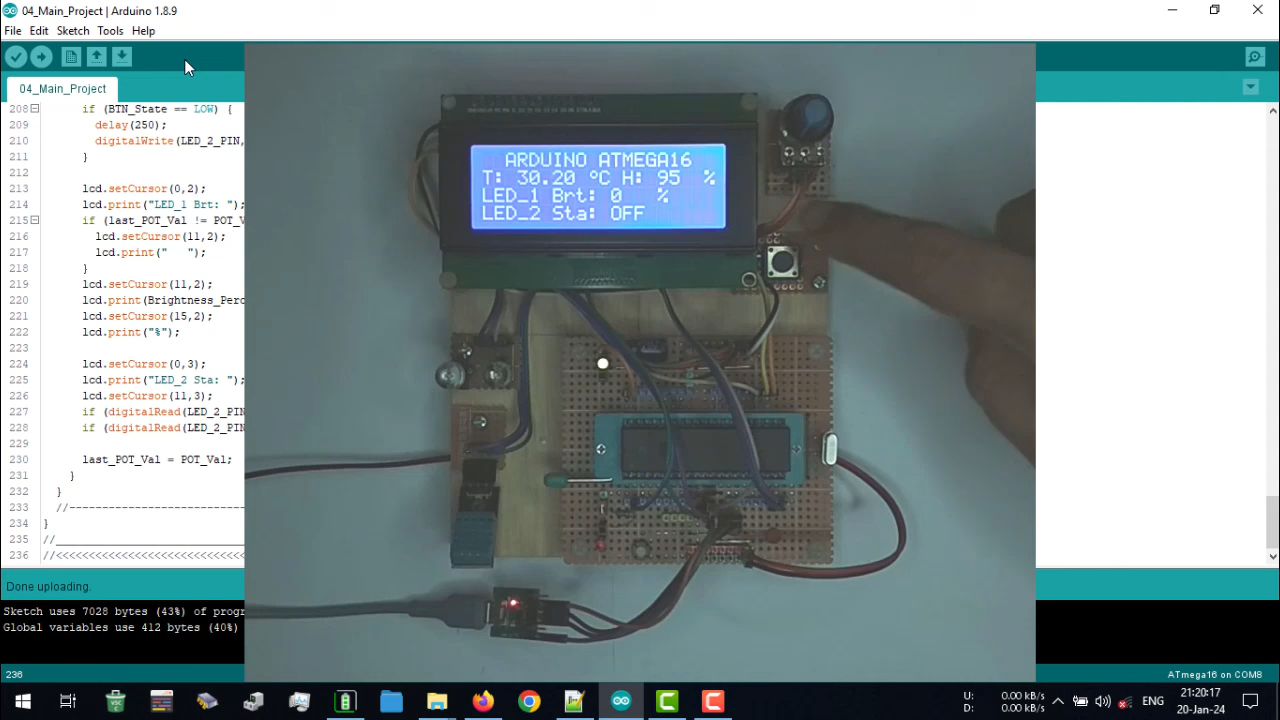 04_Main_Project | Arduino 1.8.9
File Edit Sketch Tools Help
04_Main_Project
208 if (BTN_State == LOW) {
209 delay(250);
210 digitalWrite(LED_2_PIN,
211 }
212
213 lcd.setCursor(0,2);
214 lcd.print("LED_1 Brt: ");
215 if (last_POT_Val != POT_V
216 lcd.setCursor(11,2);
217 lcd.print("   ");
218 }
219 lcd.setCursor(11,2);
220 lcd.print(Brightness_Perc
221 lcd.setCursor(15,2);
222 lcd.print("%");
223
224 lcd.setCursor(0,3);
225 lcd.print("LED_2 Sta: ");
226 lcd.setCursor(11,3);
227 if (digitalRead(LED_2_PIN
228 if (digitalRead(LED_2_PIN
229
230 last_POT_Val = POT_Val;
231 }
232 }
233 //-------------------------
234 }
235 //________________________
236 //<<<<<<<<<<<<<<<<<<<<<<<<
ARDUINO ATMEGA16
T: 30.20 °C H: 95 %
LED_1 Brt: 0 %
LED_2 Sta: OFF
Done uploading.
Sketch uses 7028 bytes (43%) of progr
Global variables use 412 bytes (40%)
236
ATmega16 on COM8
U: 0.00 kB/s
D: 0.00 kB/s
ENG
21:20:17
20-Jan-24